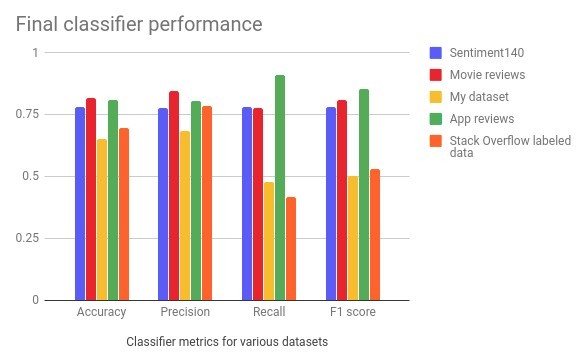 Final classifier performance
1
0.75
0.5
0.25
0
Accuracy
Precision
Recall
F1 score
Classifier metrics for various datasets
Sentiment140
Movie reviews
My dataset
App reviews
Stack Overflow labeled
data